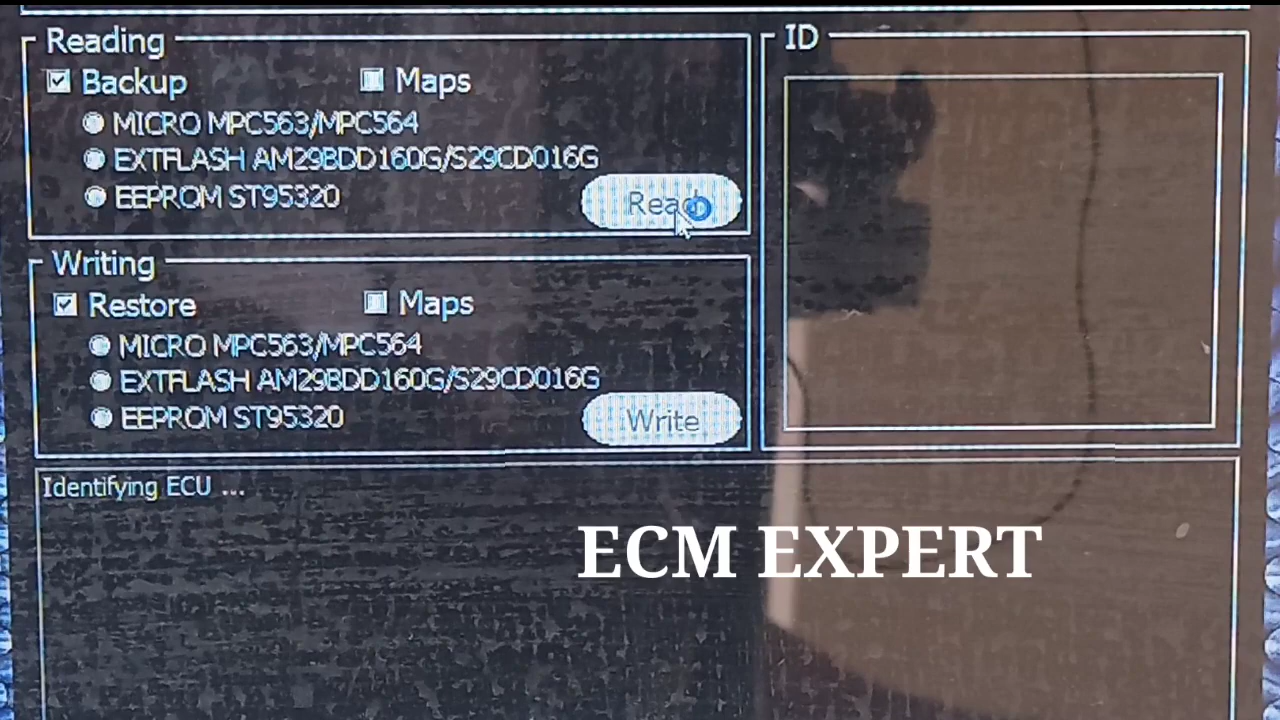 Reading
Backup Maps
MICRO MPC563/MPC564
EXTFLASH AM29BDD160G/S29CD016G
EEPROM ST95320
Read
ID
Writing
Restore Maps
MICRO MPC563/MPC564
EXTFLASH AM29BDD160G/S29CD016G
EEPROM ST95320
Write
Identifying ECU ...
ECM EXPERT